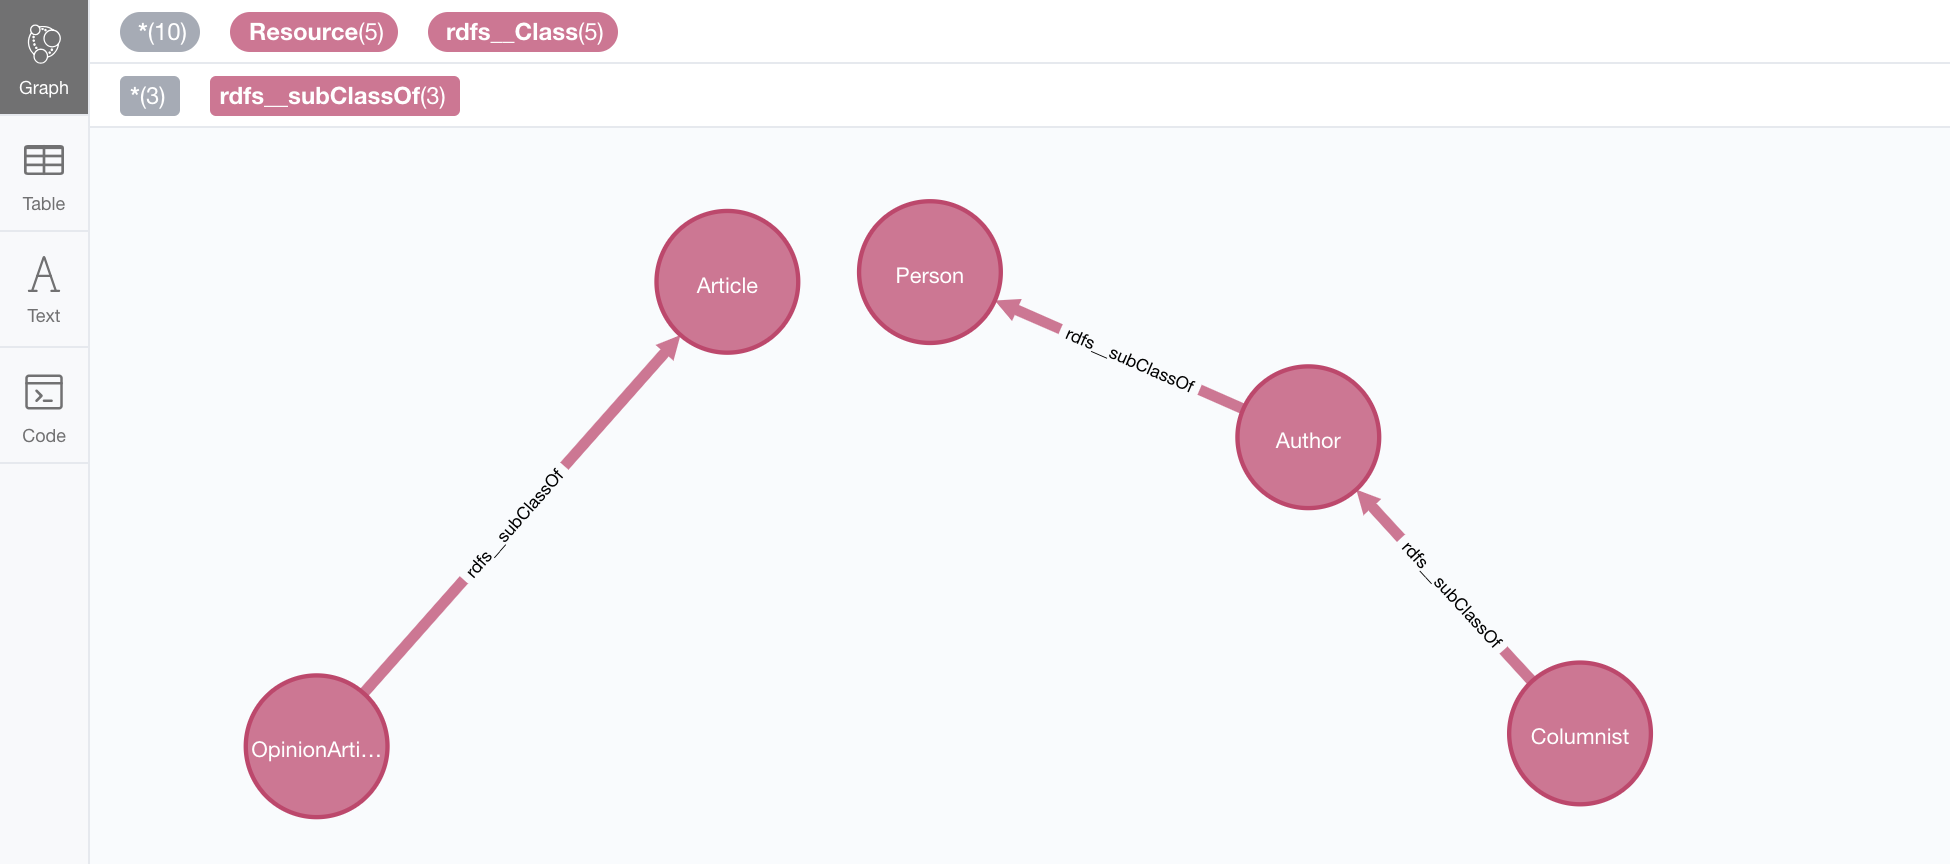 *(10) Resource(5) rdfs__Class(5)
*(3) rdfs__subClassOf(3)
Graph
Table
Text
Code
Article
Person
rdfs__subClassOf
Author
rdfs__subClassOf
rdfs__subClassOf
OpinionArti...
Columnist